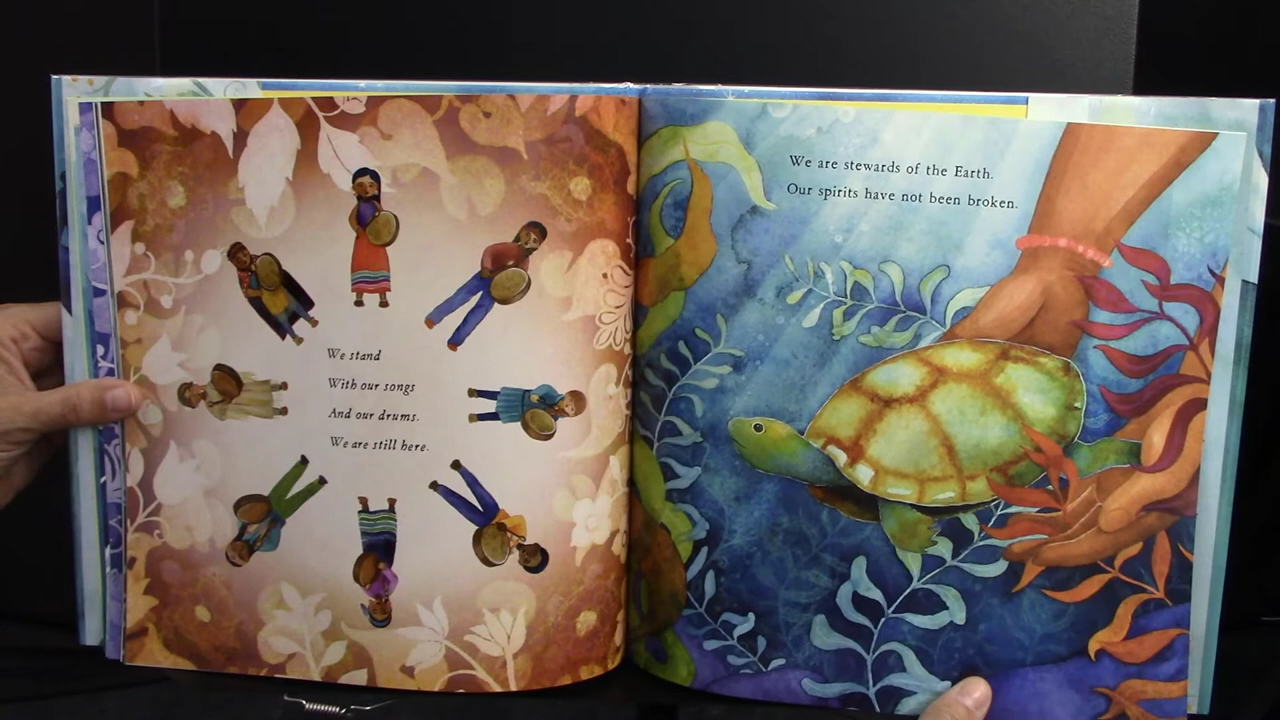 We stand
With our songs
And our drums.
We are still here.
We are stewards of the Earth.
Our spirits have not been broken.